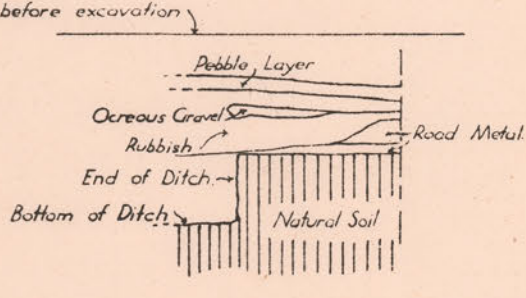 before excavation
Pebble Layer
Ocreous Gravel
Road Metal.
Rubbish
End of Ditch
Bottom of Ditch
Natural Soil